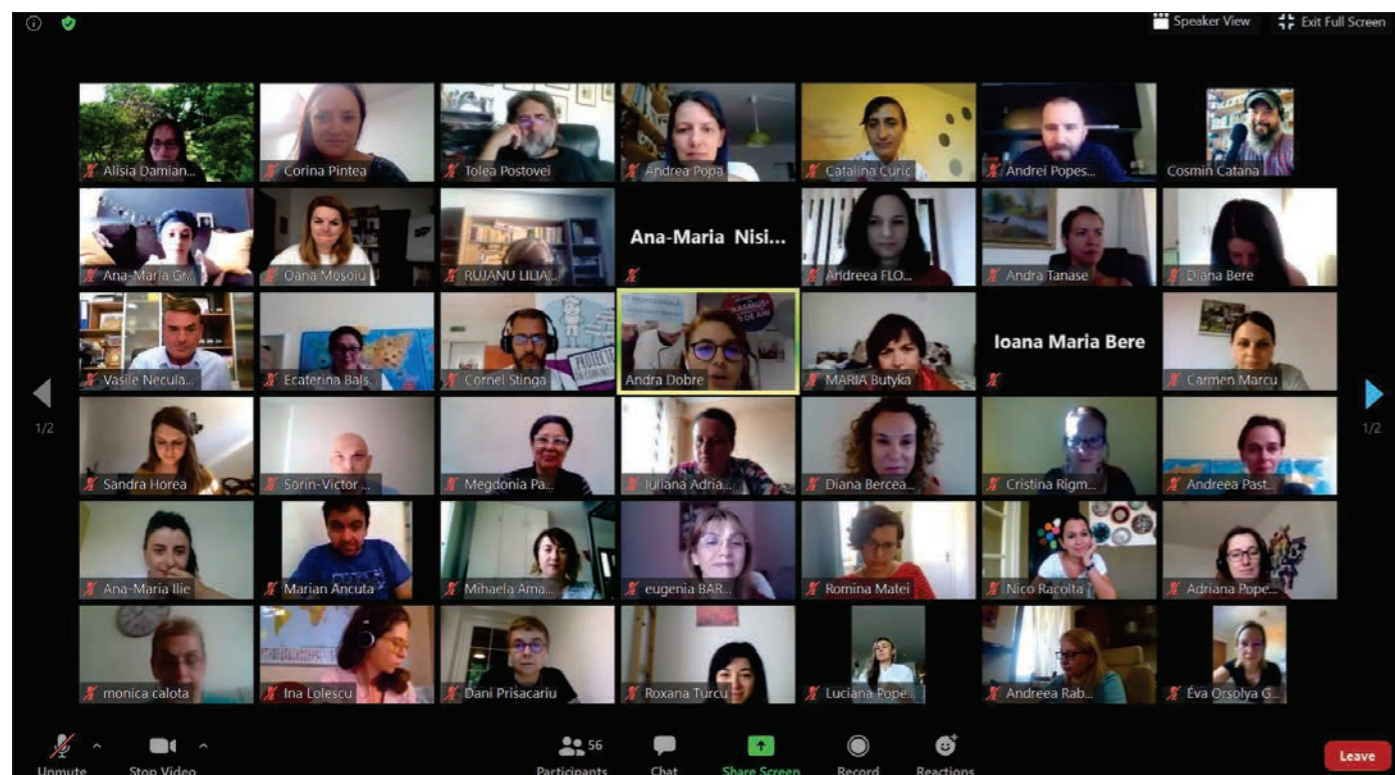 Speaker View
Exit Full Screen
Alisia Damian...
Corina Pintea
Tolea Postovei
Andrea Popa
Catalina Curic
Andrei Popes...
Cosmin Catana
Ana-Maria Gr...
Oana Mosoiu
RUJANU LILIA...
Ana-Maria Nisi...
Andreea FLO...
Andra Tanase
Diana Bere
Vasile Necula...
Ecaterina Bals...
Cornel Stinga
PROTECTE
Andra Dobre
MARIA Butyka
Ioana Maria Bere
Carmen Marcu
1/2
1/2
Sandra Horea
Sorin-Victor ...
Megdonia Pa...
Iuliana Adria...
Diana Bercea...
Cristina Rigm...
Andreea Past...
Ana-Maria Ilie
Marian Ancuta
Mihaela Ama...
eugenia BAR...
Romina Matei
Nico Racolta
Adriana Pope...
monica calota
Ina Lolescu
Dani Prisacariu
Roxana Turcu
Luciana Pope...
Andreea Rab...
Éva Orsolya G...
Unmute
Stop Video
56
Participants
Chat
Share Screen
Record
Reactions
Leave